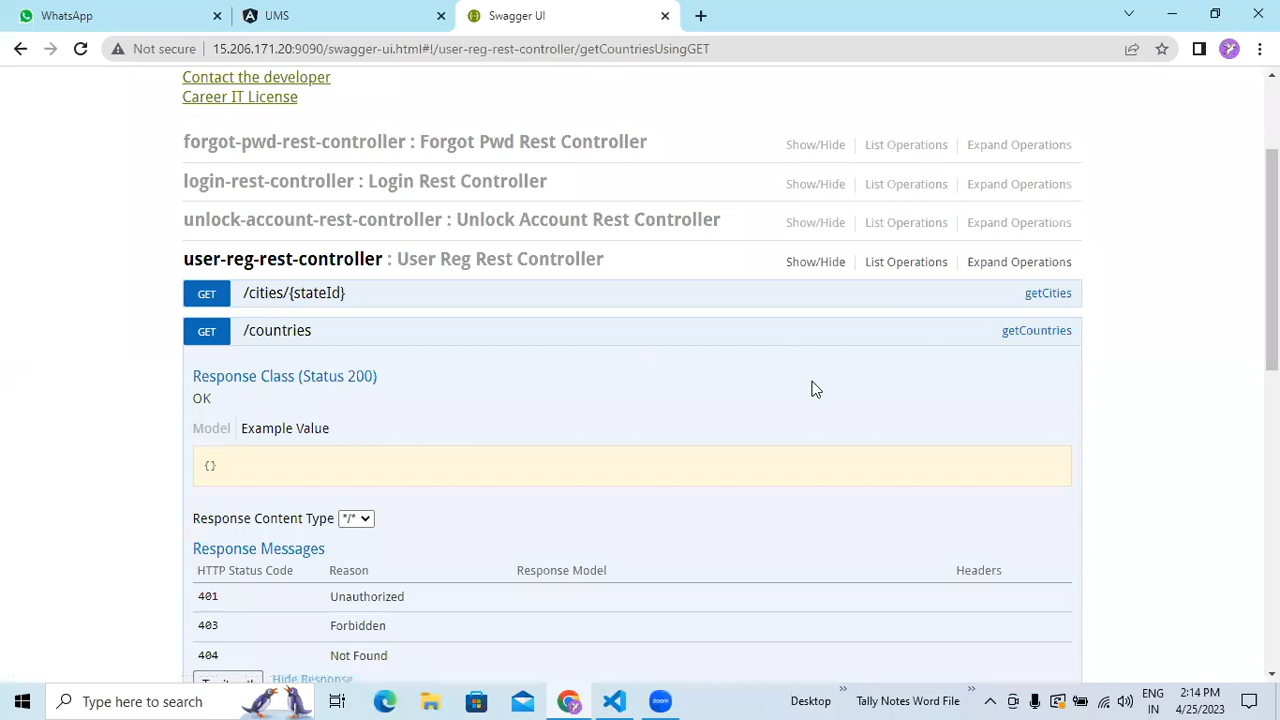 WhatsApp
UMS
Swagger UI
Not secure
15.206.171.20:9090/swagger-ui.html#!/user-reg-rest-controller/getCountriesUsingGET
Contact the developer
Career IT License
forgot-pwd-rest-controller : Forgot Pwd Rest Controller
Show/Hide List Operations Expand Operations
login-rest-controller : Login Rest Controller
Show/Hide List Operations Expand Operations
unlock-account-rest-controller : Unlock Account Rest Controller
Show/Hide List Operations Expand Operations
user-reg-rest-controller : User Reg Rest Controller
Show/Hide List Operations Expand Operations
GET /cities/{stateId} getCities
GET /countries getCountries
Response Class (Status 200)
OK
Model Example Value
{}
Response Content Type */*
Response Messages
HTTP Status Code Reason Response Model Headers
401 Unauthorized
403 Forbidden
404 Not Found
Hide Response
Type here to search
zoom
Desktop
Tally Notes Word File
ENG
IN
2:14 PM
4/25/2023